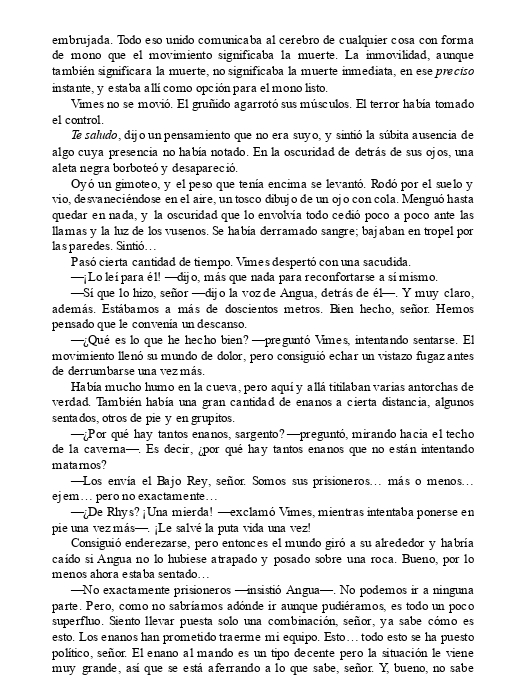 embrujada. Todo eso unido comunicaba al cerebro de cualquier cosa con forma
de mono que el movimiento significaba la muerte. La inmovilidad, aunque
también significara la muerte, no significaba la muerte inmediata, en ese preciso
instante, y estaba allí como opción para el mono listo.
Vimes no se movió. El gruñido agarrotó sus músculos. El terror había tomado
el control.
Te saludo, dijo un pensamiento que no era suyo, y sintió la súbita ausencia de
algo cuya presencia no había notado. En la oscuridad de detrás de sus ojos, una
aleta negra borboteó y desapareció.
Oyó un gimoteo, y el peso que tenía encima se levantó. Rodó por el suelo y
vio, desvaneciéndose en el aire, un tosco dibujo de un ojo con cola. Menguó hasta
quedar en nada, y la oscuridad que lo envolvía todo cedió poco a poco ante las
llamas y la luz de los vusenos. Se había derramado sangre; bajaban en tropel por
las paredes. Sintió…
Pasó cierta cantidad de tiempo. Vimes despertó con una sacudida.
—¡Lo leí para él! —dijo, más que nada para reconfortarse a sí mismo.
—Sí que lo hizo, señor —dijo la voz de Angua, detrás de él—. Y muy claro,
además. Estábamos a más de doscientos metros. Bien hecho, señor. Hemos
pensado que le convenía un descanso.
—¿Qué es lo que he hecho bien? —preguntó Vimes, intentando sentarse. El
movimiento llenó su mundo de dolor, pero consiguió echar un vistazo fugaz antes
de derrumbarse una vez más.
Había mucho humo en la cueva, pero aquí y allá titilaban varias antorchas de
verdad. También había una gran cantidad de enanos a cierta distancia, algunos
sentados, otros de pie y en grupitos.
—¿Por qué hay tantos enanos, sargento? —preguntó, mirando hacia el techo
de la caverna—. Es decir, ¿por qué hay tantos enanos que no están intentando
matarnos?
—Los envía el Bajo Rey, señor. Somos sus prisioneros… más o menos…
ejem… pero no exactamente…
—¿De Rhys? ¡Una mierda! —exclamó Vimes, mientras intentaba ponerse en
pie una vez más—. ¡Le salvé la puta vida una vez!
Consiguió enderezarse, pero entonces el mundo giró a su alrededor y habría
caído si Angua no lo hubiese atrapado y posado sobre una roca. Bueno, por lo
menos ahora estaba sentado…
—No exactamente prisioneros —insistió Angua—. No podemos ir a ninguna
parte. Pero, como no sabríamos adónde ir aunque pudiéramos, es todo un poco
superfluo. Siento llevar puesta solo una combinación, señor, ya sabe cómo es
esto. Los enanos han prometido traerme mi equipo. Esto… todo esto se ha puesto
político, señor. El enano al mando es un tipo decente pero la situación le viene
muy grande, así que se está aferrando a lo que sabe, señor. Y, bueno, no sabe